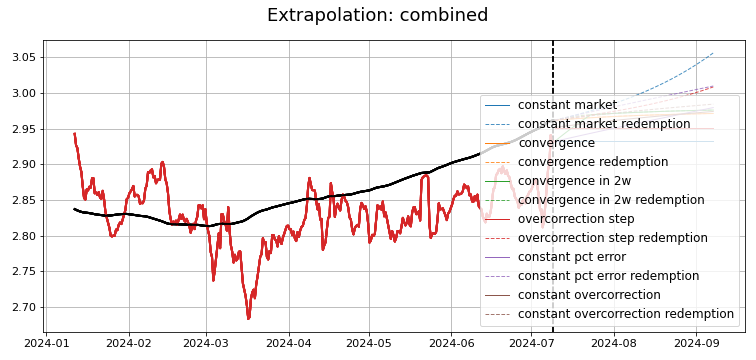 Extrapolation: combined
3.05
3.00
2.95
2.90
2.85
2.80
2.75
2.70
constant market
constant market redemption
convergence
convergence redemption
convergence in 2w
convergence in 2w redemption
overcorrection step
overcorrection step redemption
constant pct error
constant pct error redemption
constant overcorrection
constant overcorrection redemption
2024-01 2024-02 2024-03 2024-04 2024-05 2024-06 2024-07 2024-08 2024-09